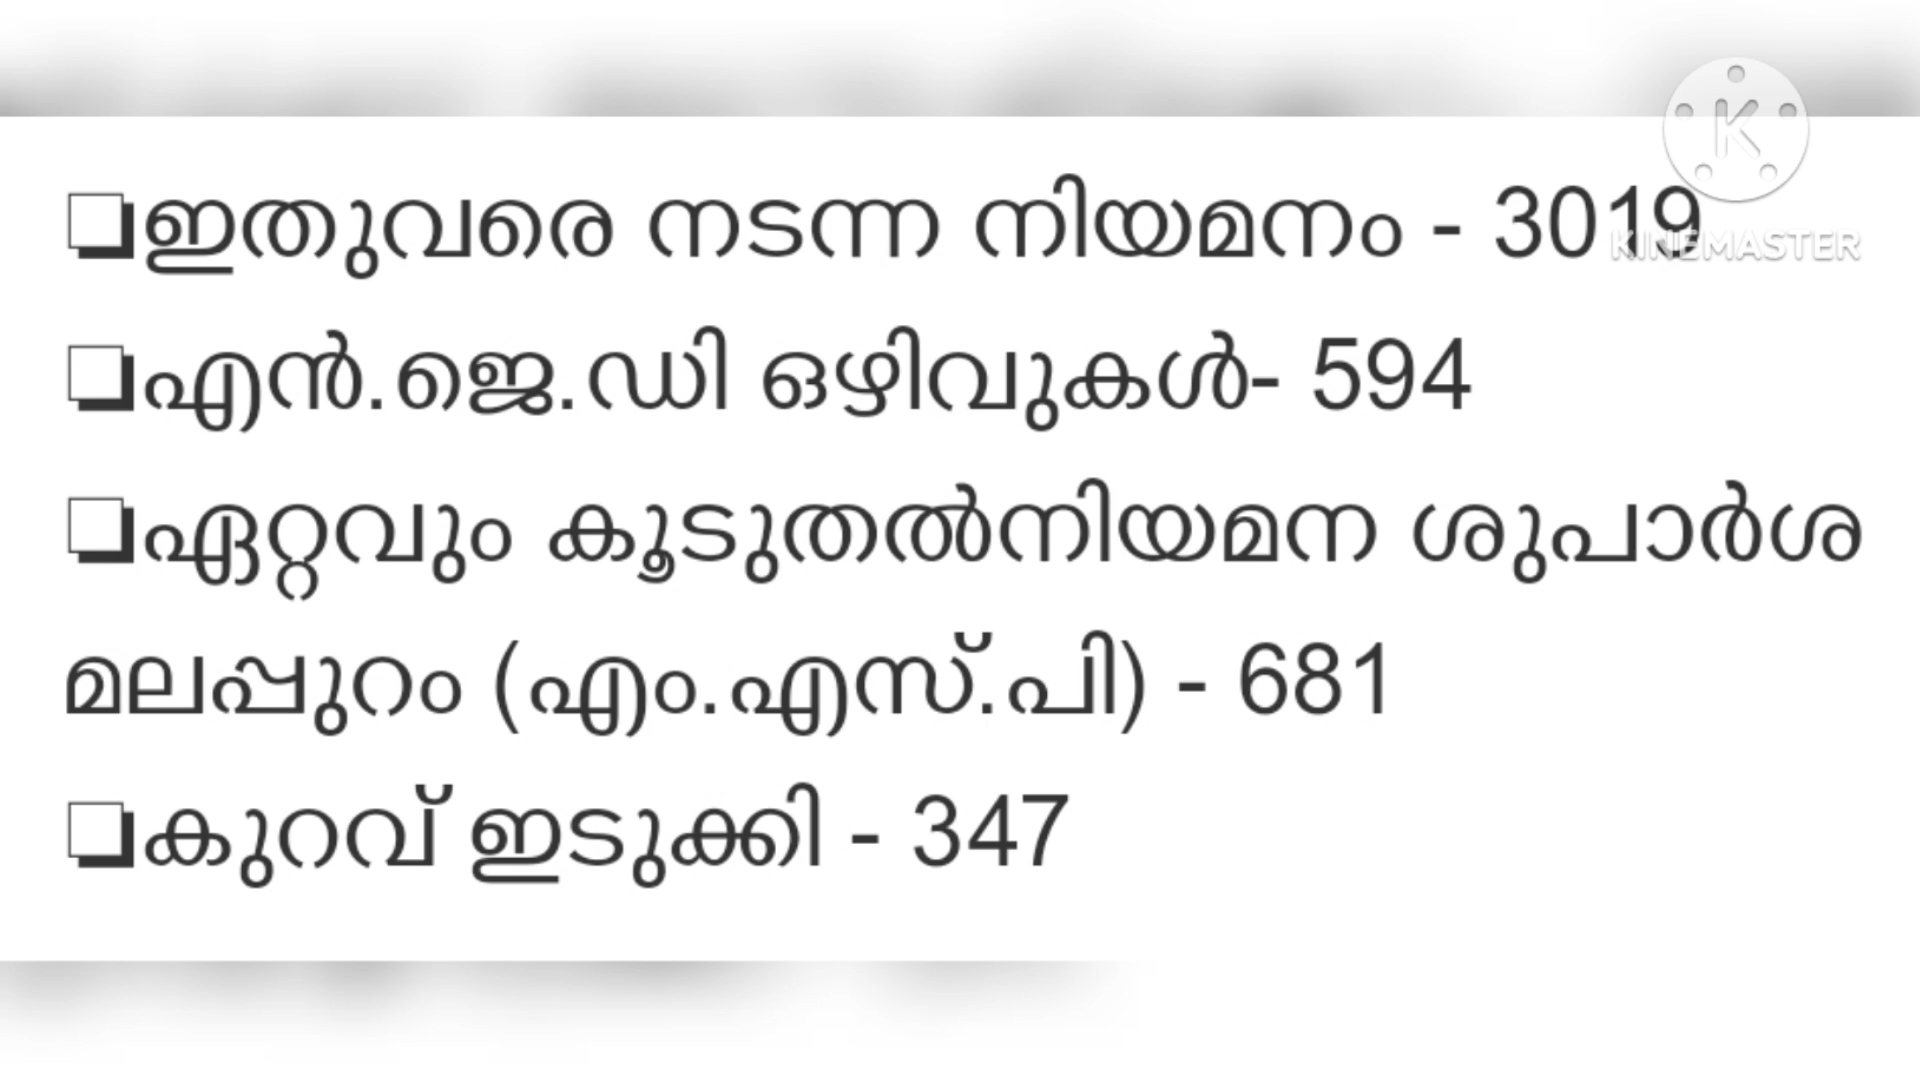 ❏ഇതുവരെ നടന്ന നിയമനം - 3019
❏എൻ.ജെ.ഡി ഒഴിവുകൾ- 594
❏ഏറ്റവും കൂടുതൽനിയമന ശുപാർശ
മലപ്പുറം (എം.എസ്.പി) - 681
❏കുറവ് ഇടുക്കി - 347
K
KINEMASTER